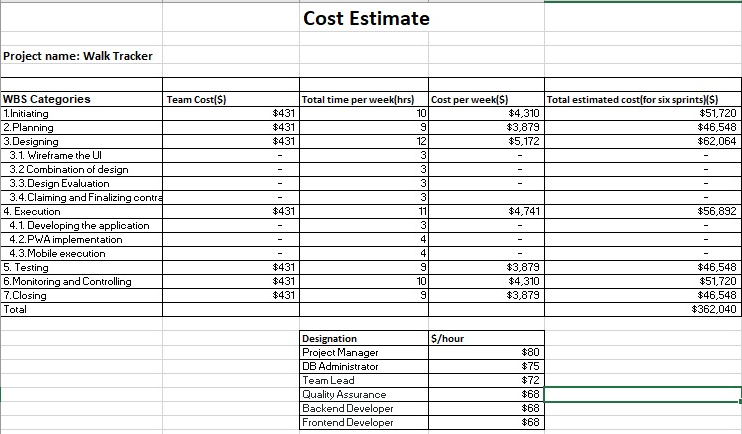 Cost Estimate
Project name: Walk Tracker
WBS Categories Team Cost($) Total time per week(hrs) Cost per week($) Total estimated cost(for six sprints)($)
1.Initiating $431 10 $4,310 $51,720
2.Planning $431 9 $3,879 $46,548
3.Designing $431 12 $5,172 $62,064
3.1. Wireframe the UI - 3 - -
3.2 Combination of design - 3 - -
3.3.Design Evaluation - 3 - -
3.4.Claiming and Finalizing contra - 3 -
4. Execution $431 11 $4,741 $56,892
4.1. Developing the application - 3 - -
4.2.PWA implementation - 4 - -
4.3.Mobile execution - 4 - -
5. Testing $431 9 $3,879 $46,548
6.Monitoring and Controlling $431 10 $4,310 $51,720
7.Closing $431 9 $3,879 $46,548
Total $362,040
Designation $/hour
Project Manager $80
DB Administrator $75
Team Lead $72
Quality Assurance $68
Backend Developer $68
Frontend Developer $68